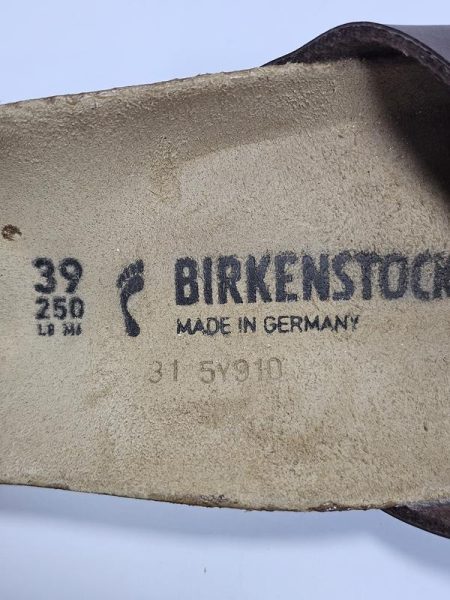 39
250
L8 M6
BIRKENSTOCK
MADE IN GERMANY
31 5Y910